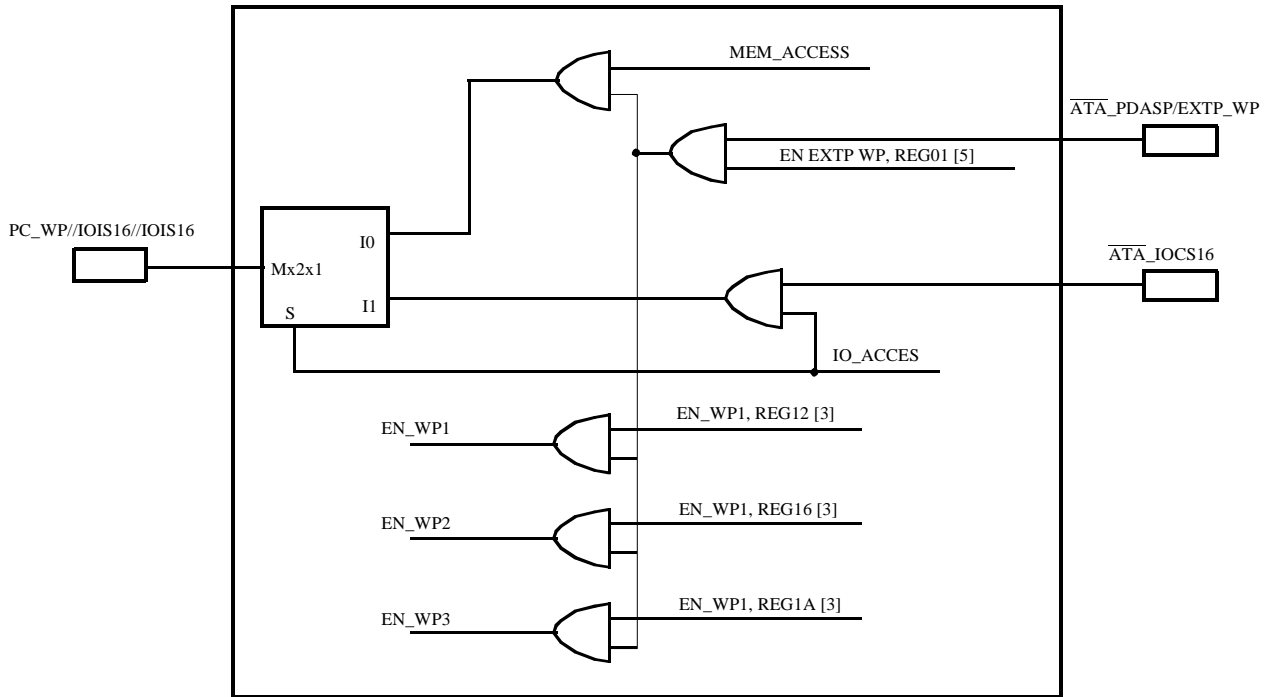 MEM_ACCESS
ATA_PDASP/EXTP_WP
EN EXTP WP, REG01 [5]
PC_WP//IOIS16//IOIS16
I0
ATA_IOCS16
Mx2x1
I1
S
IO_ACCES
EN_WP1, REG12 [3]
EN_WP1
EN_WP1, REG16 [3]
EN_WP2
EN_WP1, REG1A [3]
EN_WP3